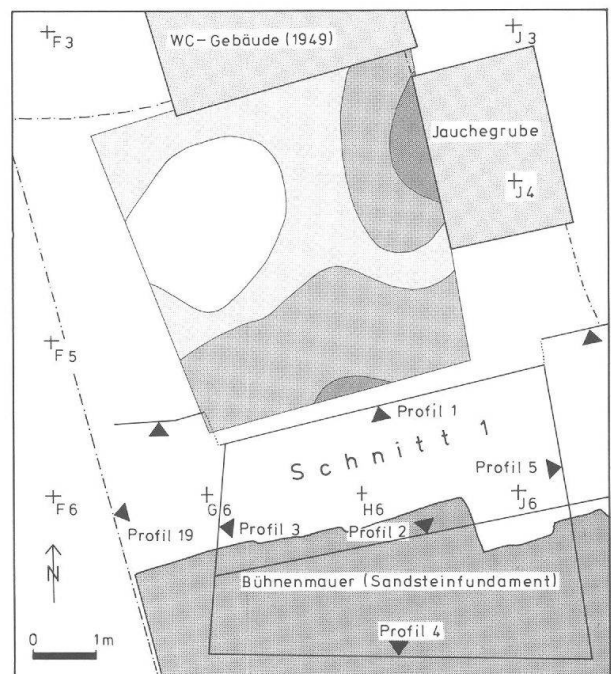 F3
WC-Gebäude (1949)
J3
Jauchegrube
J4
F5
Profil 1
Schnitt 1
Profil 5
F6
G6
H6
J6
Profil 19
Profil 3
Profil 2
N
Bühnenmauer (Sandsteinfundament)
Profil 4
0 1m